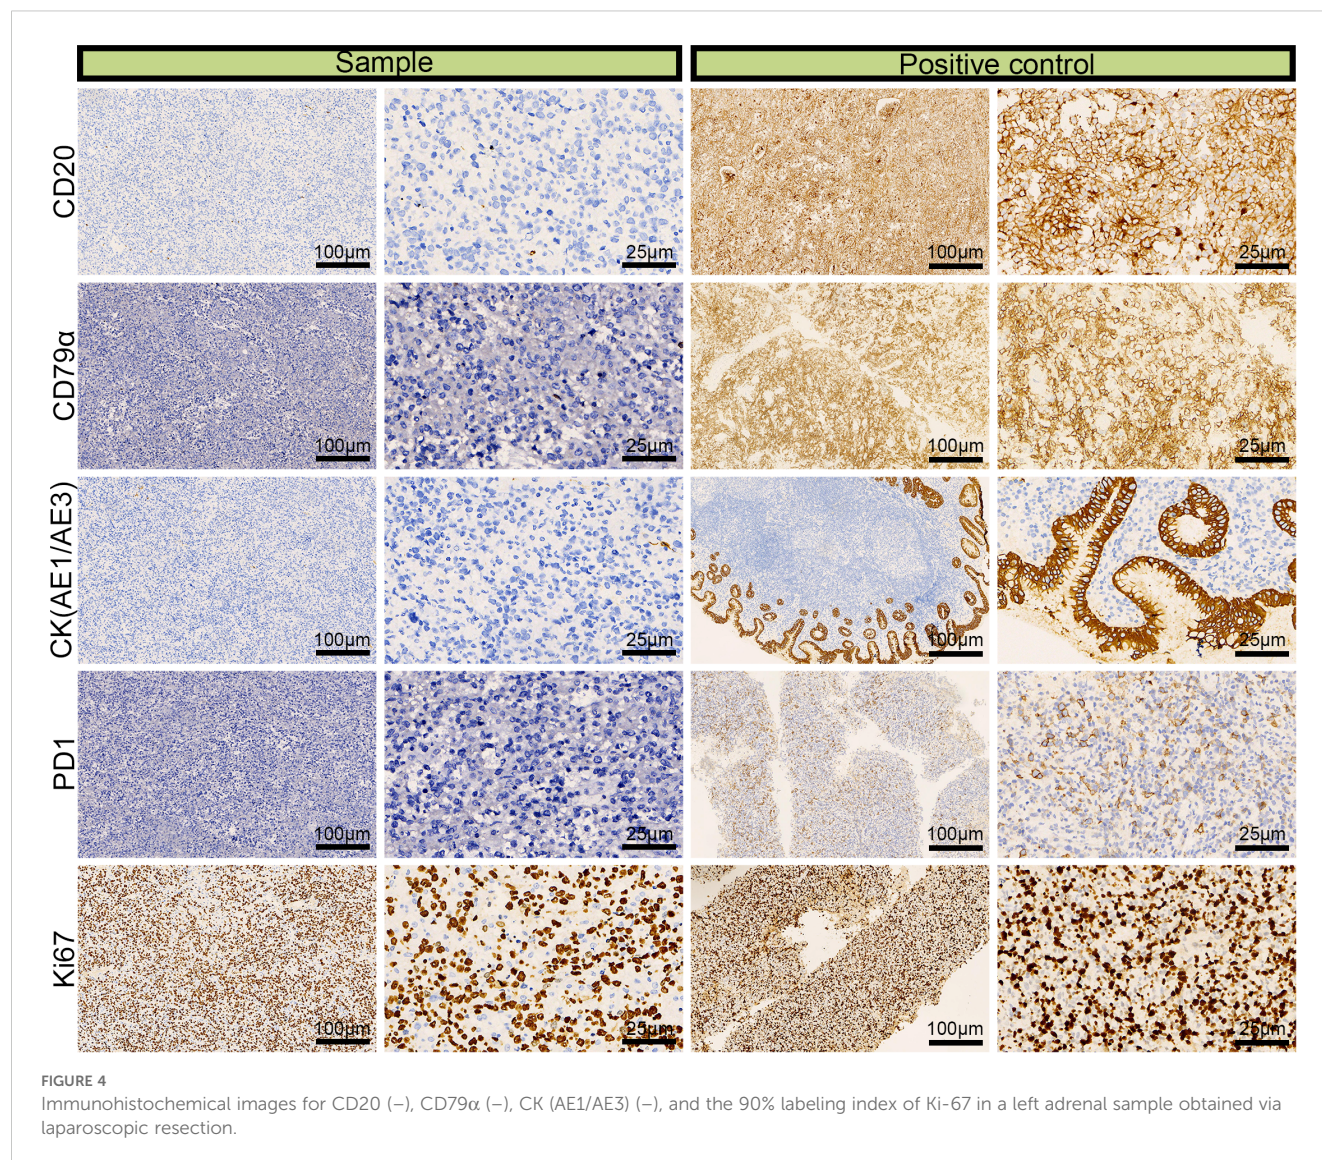 Sample Positive control
CD20
100µm 25µm 100µm 25µm
CD79α
100µm 25µm 100µm 25µm
CK(AE1/AE3)
100µm 25µm 100µm 25µm
PD1
100µm 25µm 100µm 25µm
Ki67
100µm 25µm 100µm 25µm
FIGURE 4
Immunohistochemical images for CD20 (−), CD79α (−), CK (AE1/AE3) (−), and the 90% labeling index of Ki-67 in a left adrenal sample obtained via
laparoscopic resection.